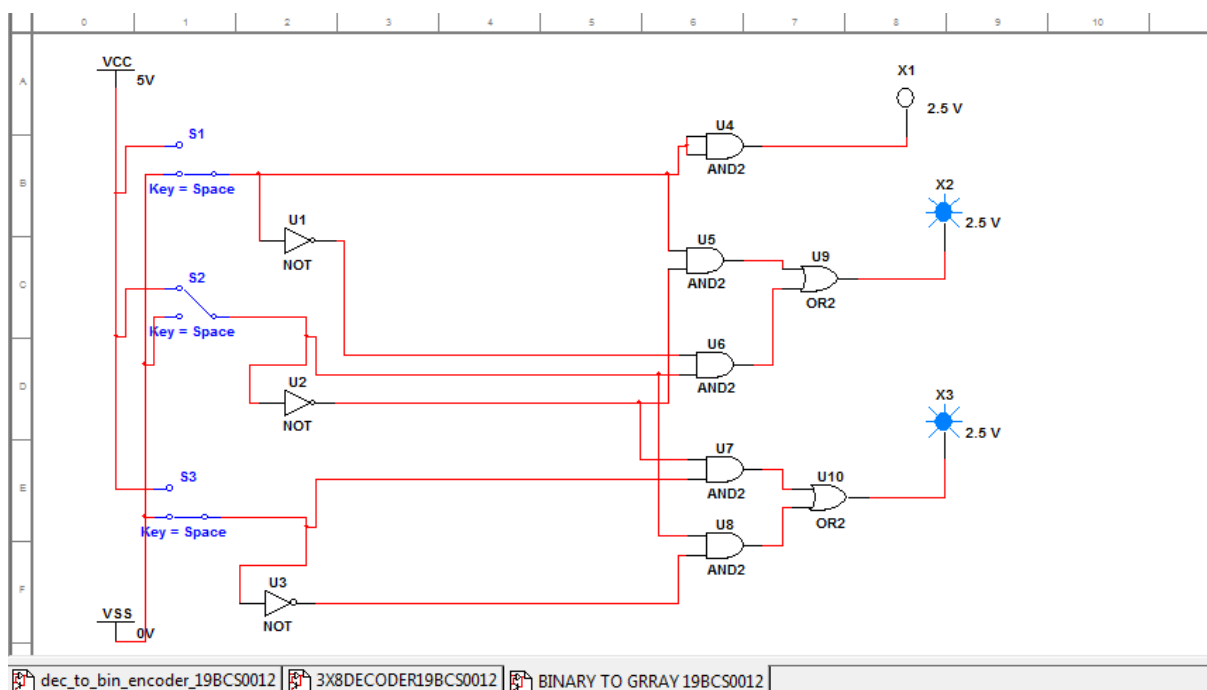 0 1 2 3 4 5 6 7 8 9 10
A
B
C
D
E
F
VCC
5V
S1
Key = Space
U1
NOT
S2
Key = Space
U2
NOT
S3
Key = Space
U3
NOT
VSS
0V
U4
AND2
U5
AND2
U6
AND2
U7
AND2
U8
AND2
U9
OR2
U10
OR2
X1
2.5 V
X2
2.5 V
X3
2.5 V
dec_to_bin_encoder_19BCS0012 3X8DECODER19BCS0012 BINARY TO GRRAY 19BCS0012